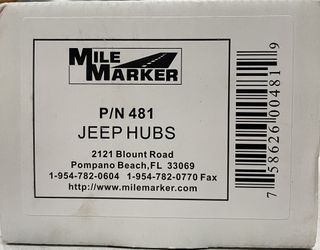 MILE
MARKER
P/N 481
JEEP HUBS
2121 Blount Road
Pompano Beach,FL 33069
1-954-782-0604 1-954-782-0770 Fax
http://www.milemarker.com
7 58626 00481 9